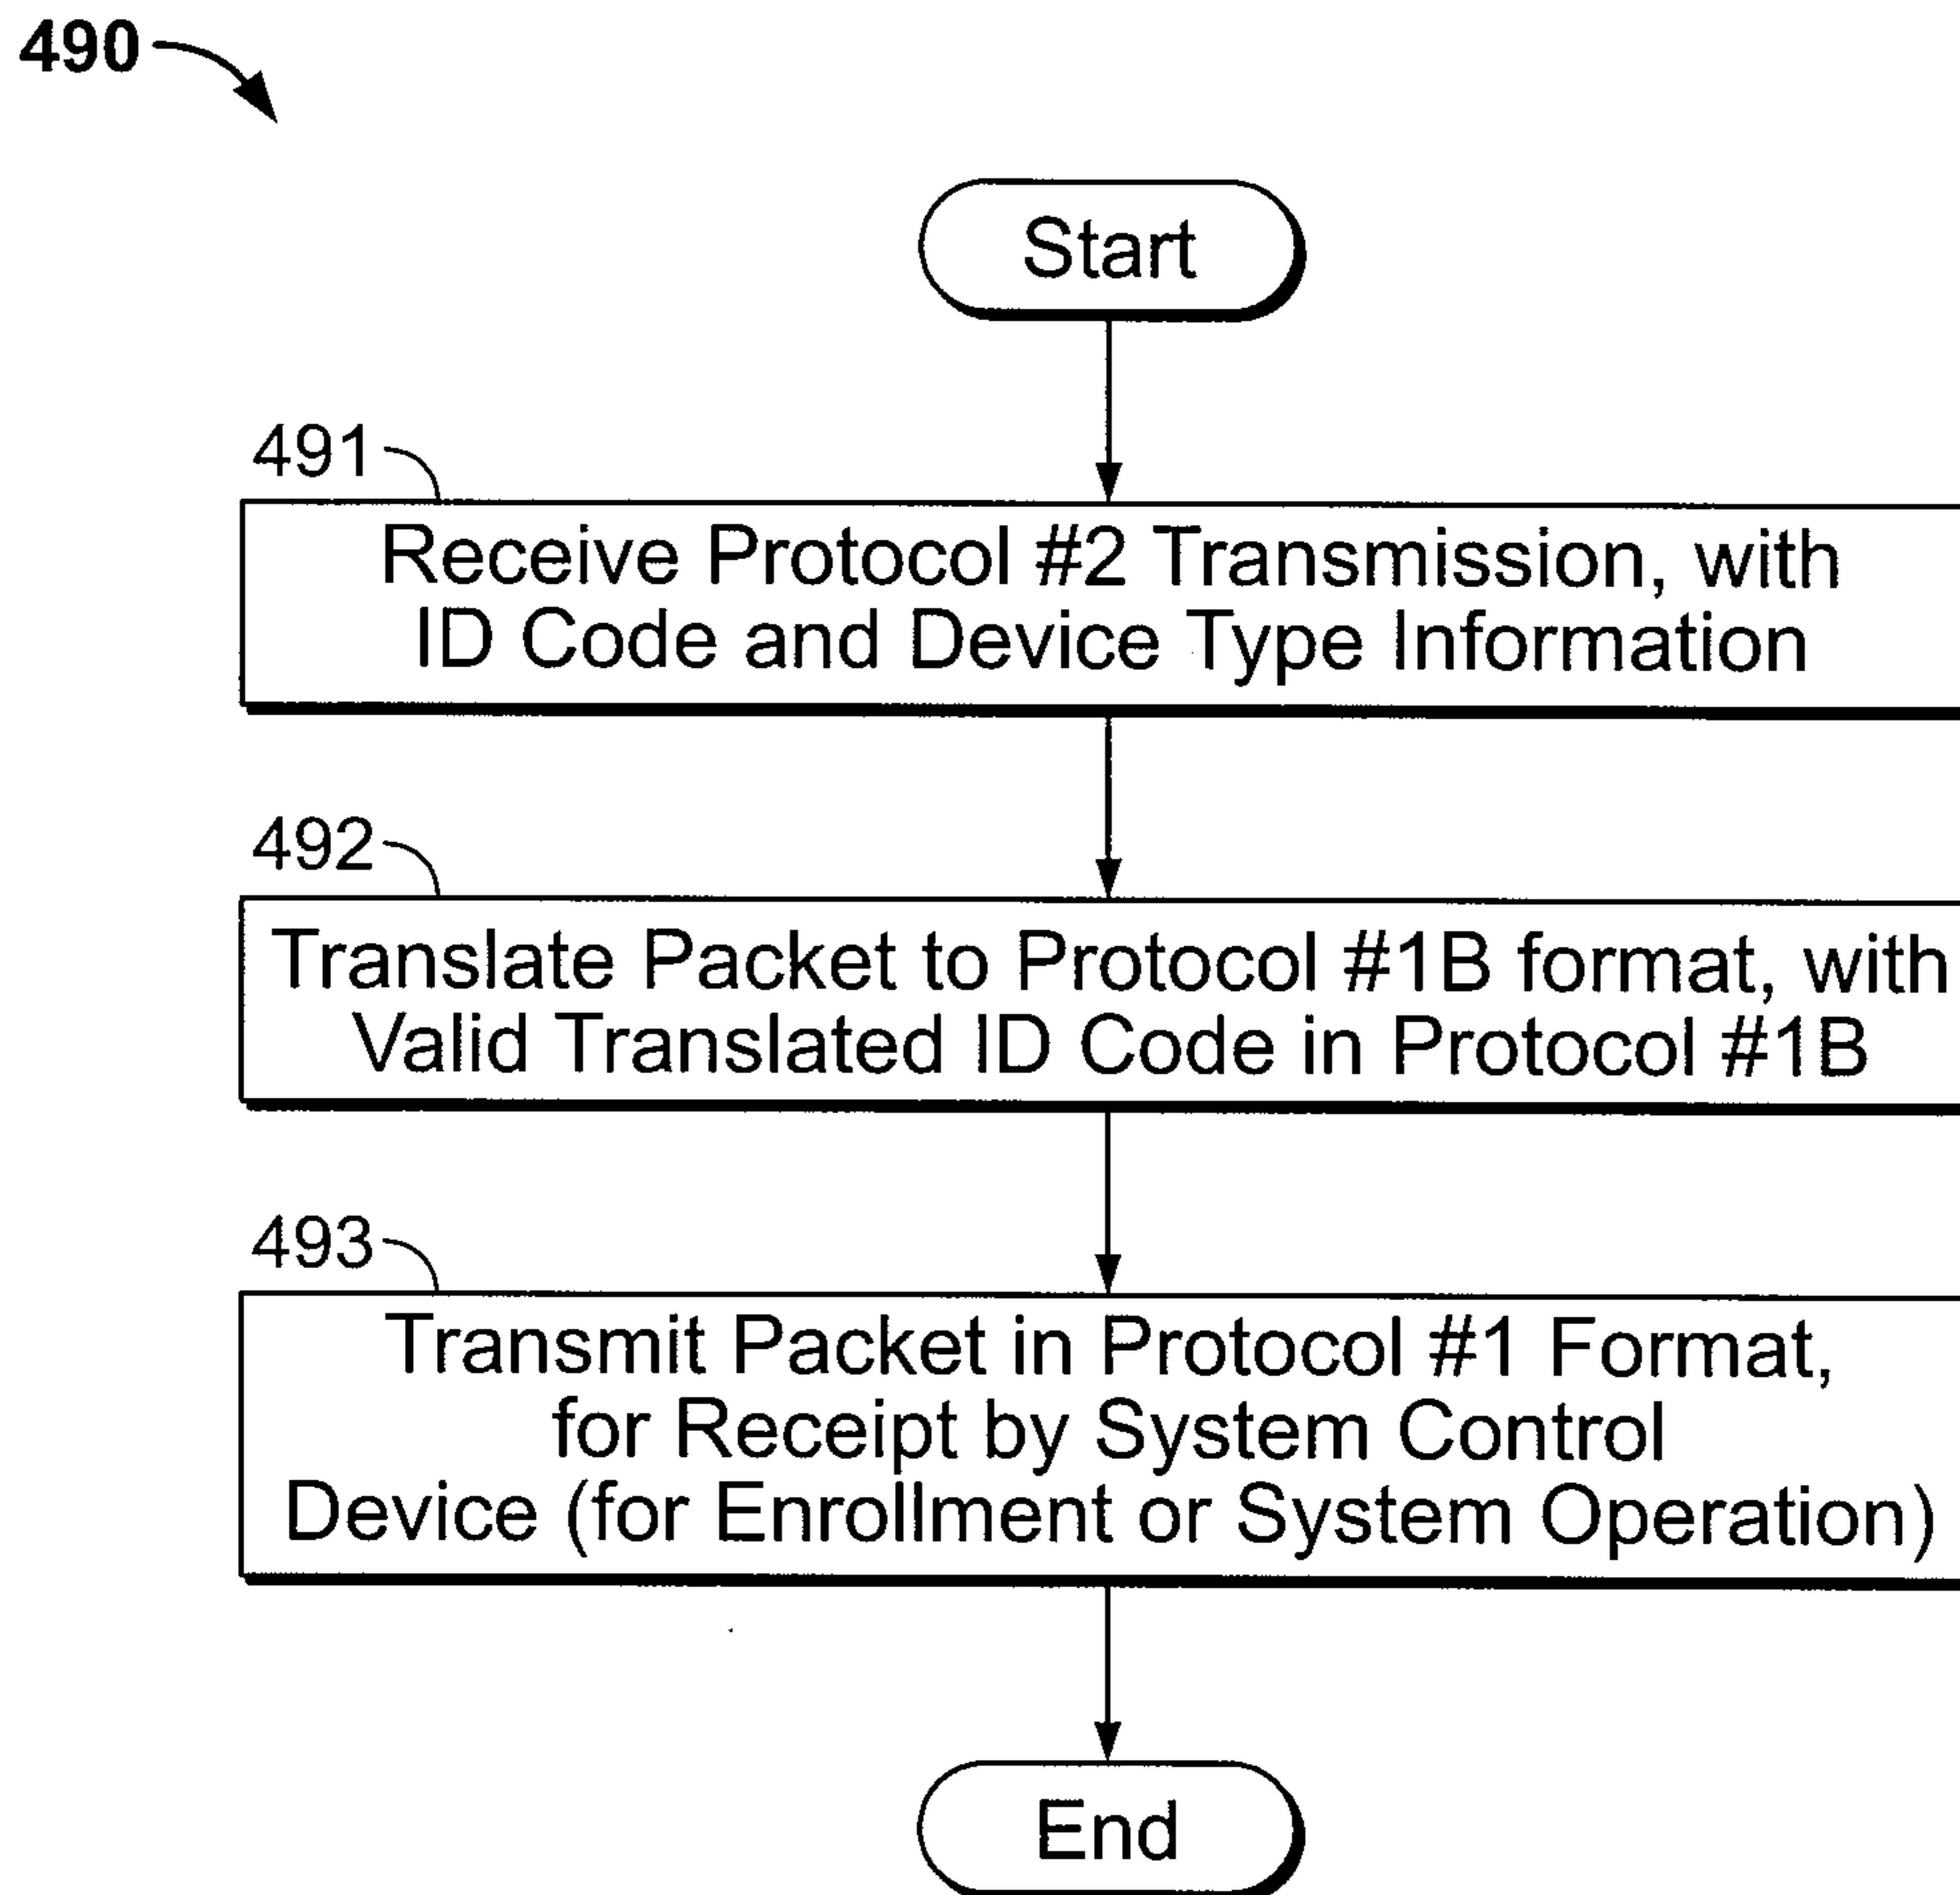 490
Start
491
Receive Protocol #2 Transmission, with
ID Code and Device Type Information
492
Translate Packet to Protocol #1B format, with
Valid Translated ID Code in Protocol #1B
493
Transmit Packet in Protocol #1 Format,
for Receipt by System Control
Device (for Enrollment or System Operation)
End